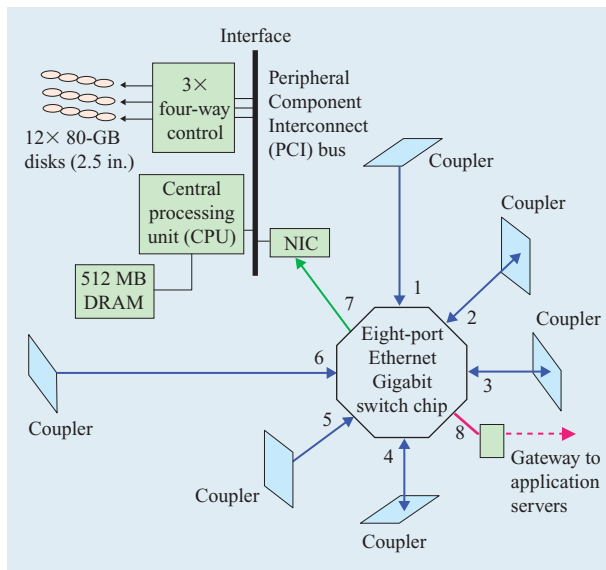 Interface
3×
four-way
control
Peripheral
Component
Interconnect
(PCI) bus
12× 80-GB
disks (2.5 in.)
Central
processing
unit (CPU)
NIC
512 MB
DRAM
Coupler
Coupler
Coupler
Coupler
Coupler
Coupler
1
2
3
4
5
6
7
8
Eight-port
Ethernet
Gigabit
switch chip
Gateway to
application
servers